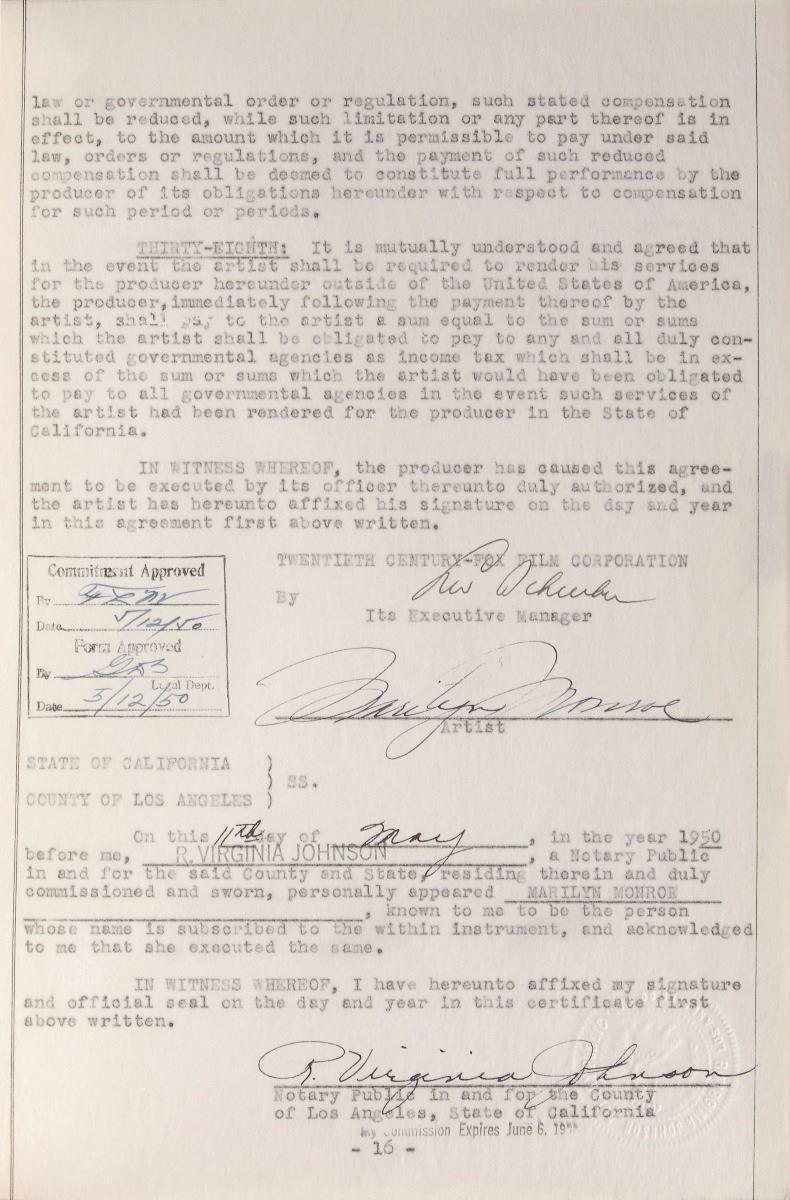 law or governmental order or regulation, such stated compensation
shall be reduced, while such limitation or any part thereof is in
effect, to the amount which it is permissible to pay under said
law, orders or regulations, and the payment of such reduced
compensation shall be deemed to constitute full performance by the
producer of its obligations hereunder with respect to compensation
for such period or periods.
THIRTY-EIGHTH: It is mutually understood and agreed that
in the event the artist shall be required to render his services
for the producer hereunder outside of the United States of America,
the producer, immediately following the payment thereof by the
artist, shall pay to the artist a sum equal to the sum or sums
which the artist shall be obligated to pay to any and all duly con-
stituted governmental agencies as income tax which shall be in ex-
cess of the sum or sums which the artist would have been obligated
to pay to all governmental agencies in the event such services of
the artist had been rendered for the producer in the State of
California.
IN WITNESS WHEREOF, the producer has caused this agree-
ment to be executed by its officer thereunto duly authorized, and
the artist has hereunto affixed his signature on the day and year
in this agreement first above written.
TWENTIETH CENTURY-FOX FILM CORPORATION
By Lew Schreiber
Its Executive Manager
Commitment Approved
By
Date 5/12/50
Form Approved
By
Legal Dept.
Date 5/12/50
Marilyn Monroe
Artist
STATE OF CALIFORNIA )
) SS.
COUNTY OF LOS ANGELES )
On this 11th day of May, in the year 1950
before me, R. VIRGINIA JOHNSON, a Notary Public
in and for the said County and State, residing therein and duly
commissioned and sworn, personally appeared MARILYN MONROE
, known to me to be the person
whose name is subscribed to the within instrument, and acknowledged
to me that she executed the same.
IN WITNESS WHEREOF, I have hereunto affixed my signature
and official seal on the day and year in this certificate first
above written.
R. Virginia Johnson
Notary Public in and for the County
of Los Angeles, State of California
My Commission Expires June 6,
- 16 -